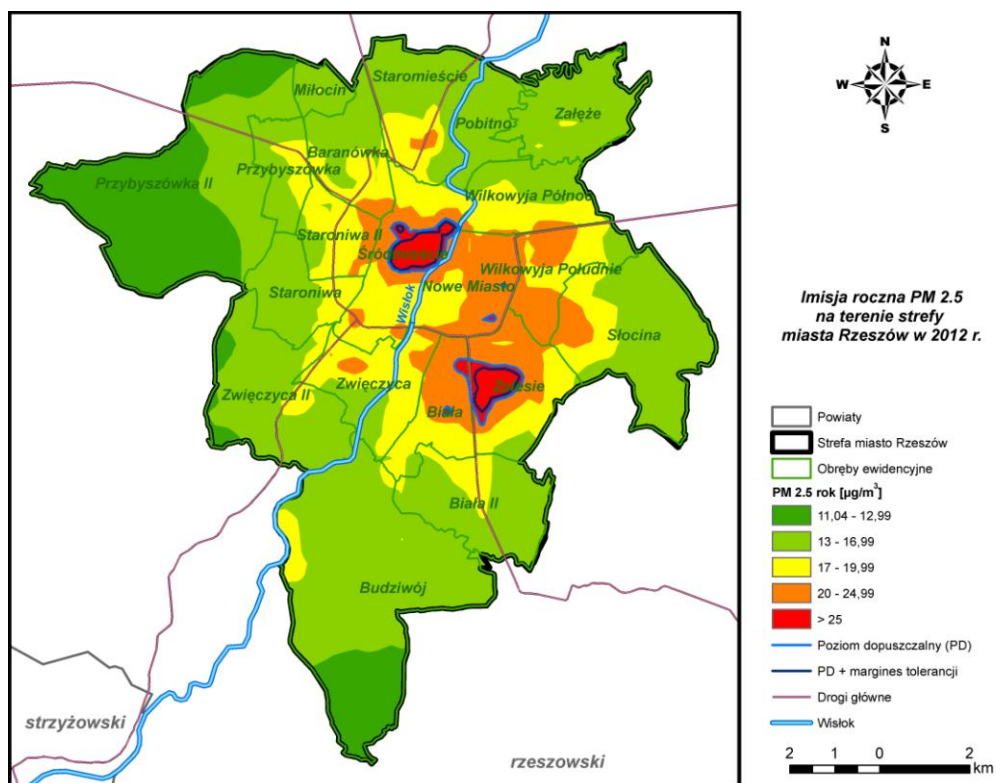 Staromieście
Miłocin
Załęże
Pobitno
Baranówka
Przybyszówka
Przybyszówka II
Wilkowyja Północ
Staroniwa II
Śródmieście
Wilkowyja Południe
Nowe Miasto
Staroniwa
Wisłok
Słocina
Zwięczyca
Zalesie
Zwięczyca II
Biała
Biała II
Budziwój
strzyżowski
rzeszowski
N
W E
S
Imisja roczna PM 2.5
na terenie strefy
miasta Rzeszów w 2012 r.
Powiaty
Strefa miasto Rzeszów
Obręby ewidencyjne
PM 2.5 rok [µg/m³]
11,04 - 12,99
13 - 16,99
17 - 19,99
20 - 24,99
> 25
Poziom dopuszczalny (PD)
PD + margines tolerancji
Drogi główne
Wisłok
2 1 0 2
km